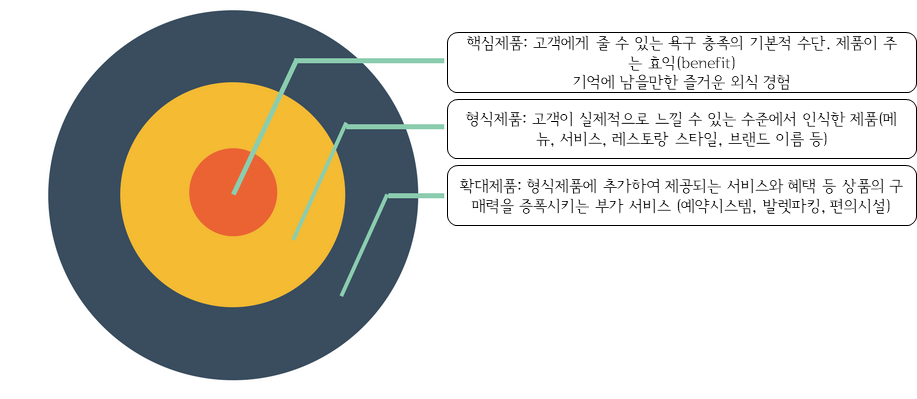 핵심제품: 고객에게 줄 수 있는 욕구 충족의 기본적 수단. 제품이 주
는 효익(benefit)
기억에 남을만한 즐거운 외식 경험
형식제품: 고객이 실제적으로 느낄 수 있는 수준에서 인식한 제품(메
뉴, 서비스, 레스토랑 스타일, 브랜드 이름 등)
확대제품: 형식제품에 추가하여 제공되는 서비스와 혜택 등 상품의 구
매력을 증폭시키는 부가 서비스 (예약시스템, 발렛파킹, 편의시설)